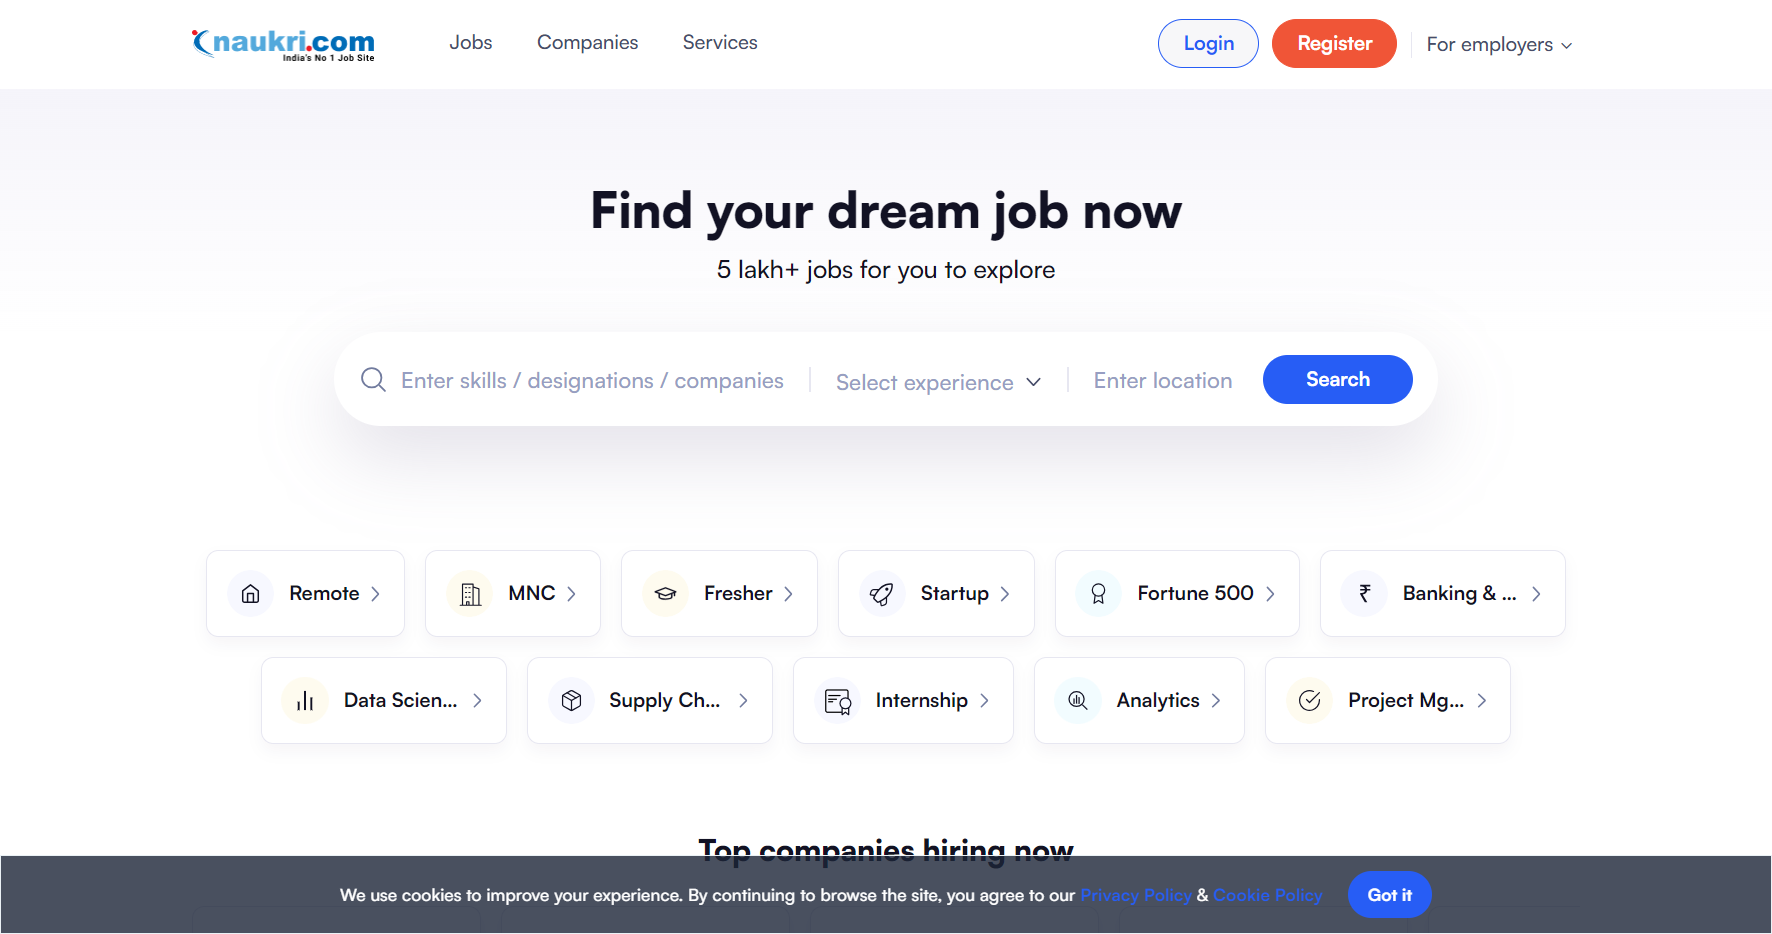 naukri.com
India's No 1 Job Site
Jobs
Companies
Services
Login
Register
For employers
Find your dream job now
5 lakh+ jobs for you to explore
Enter skills / designations / companies
Select experience
Enter location
Search
Remote
MNC
Fresher
Startup
Fortune 500
₹
Banking & ...
Data Scien...
Supply Ch...
Internship
Analytics
Project Mg...
Top companies hiring now
We use cookies to improve your experience. By continuing to browse the site, you agree to our Privacy Policy & Cookie Policy
Got it